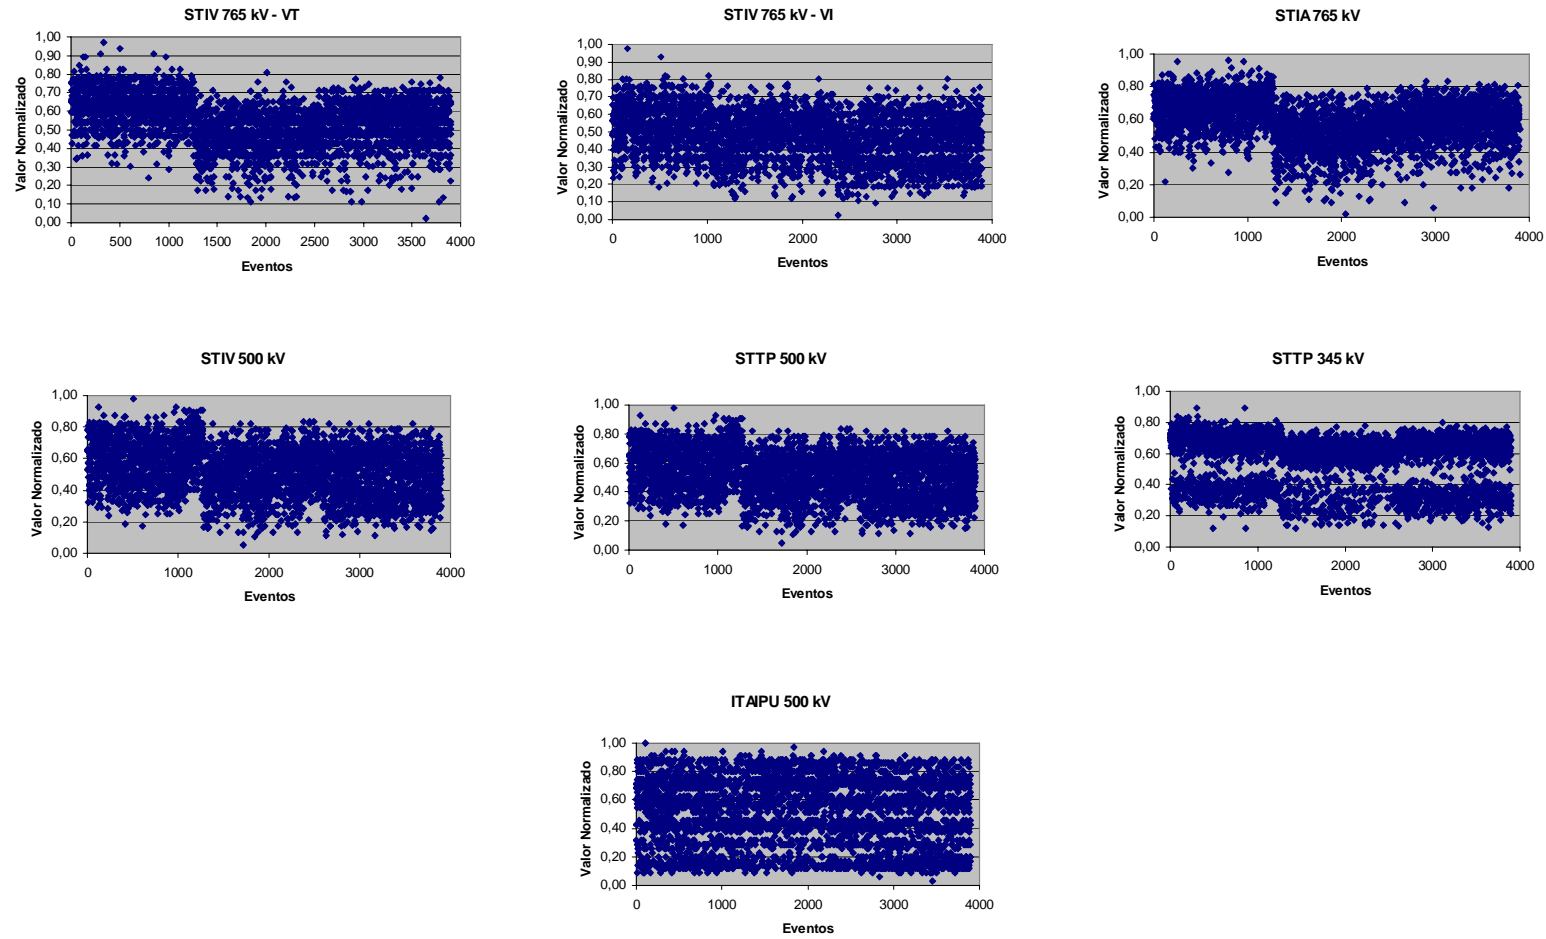 STIV 765 kV - VT
Valor Normalizado
1,00
0,90
0,80
0,70
0,60
0,50
0,40
0,30
0,20
0,10
0,00
0 500 1000 1500 2000 2500 3000 3500 4000
Eventos
STIV 765 kV - VI
Valor Normalizado
1,00
0,90
0,80
0,70
0,60
0,50
0,40
0,30
0,20
0,10
0,00
0 1000 2000 3000 4000
Eventos
STIA 765 kV
Valor Normalizado
1,00
0,80
0,60
0,40
0,20
0,00
0 1000 2000 3000 4000
Eventos
STIV 500 kV
Valor Normalizado
1,00
0,80
0,60
0,40
0,20
0,00
0 1000 2000 3000 4000
Eventos
STTP 500 kV
Valor Normalizado
1,00
0,80
0,60
0,40
0,20
0,00
0 1000 2000 3000 4000
Eventos
STTP 345 kV
Valor Normalizado
1,00
0,80
0,60
0,40
0,20
0,00
0 1000 2000 3000 4000
Eventos
ITAIPU 500 kV
Valor Normalizado
1,00
0,80
0,60
0,40
0,20
0,00
0 1000 2000 3000 4000
Eventos